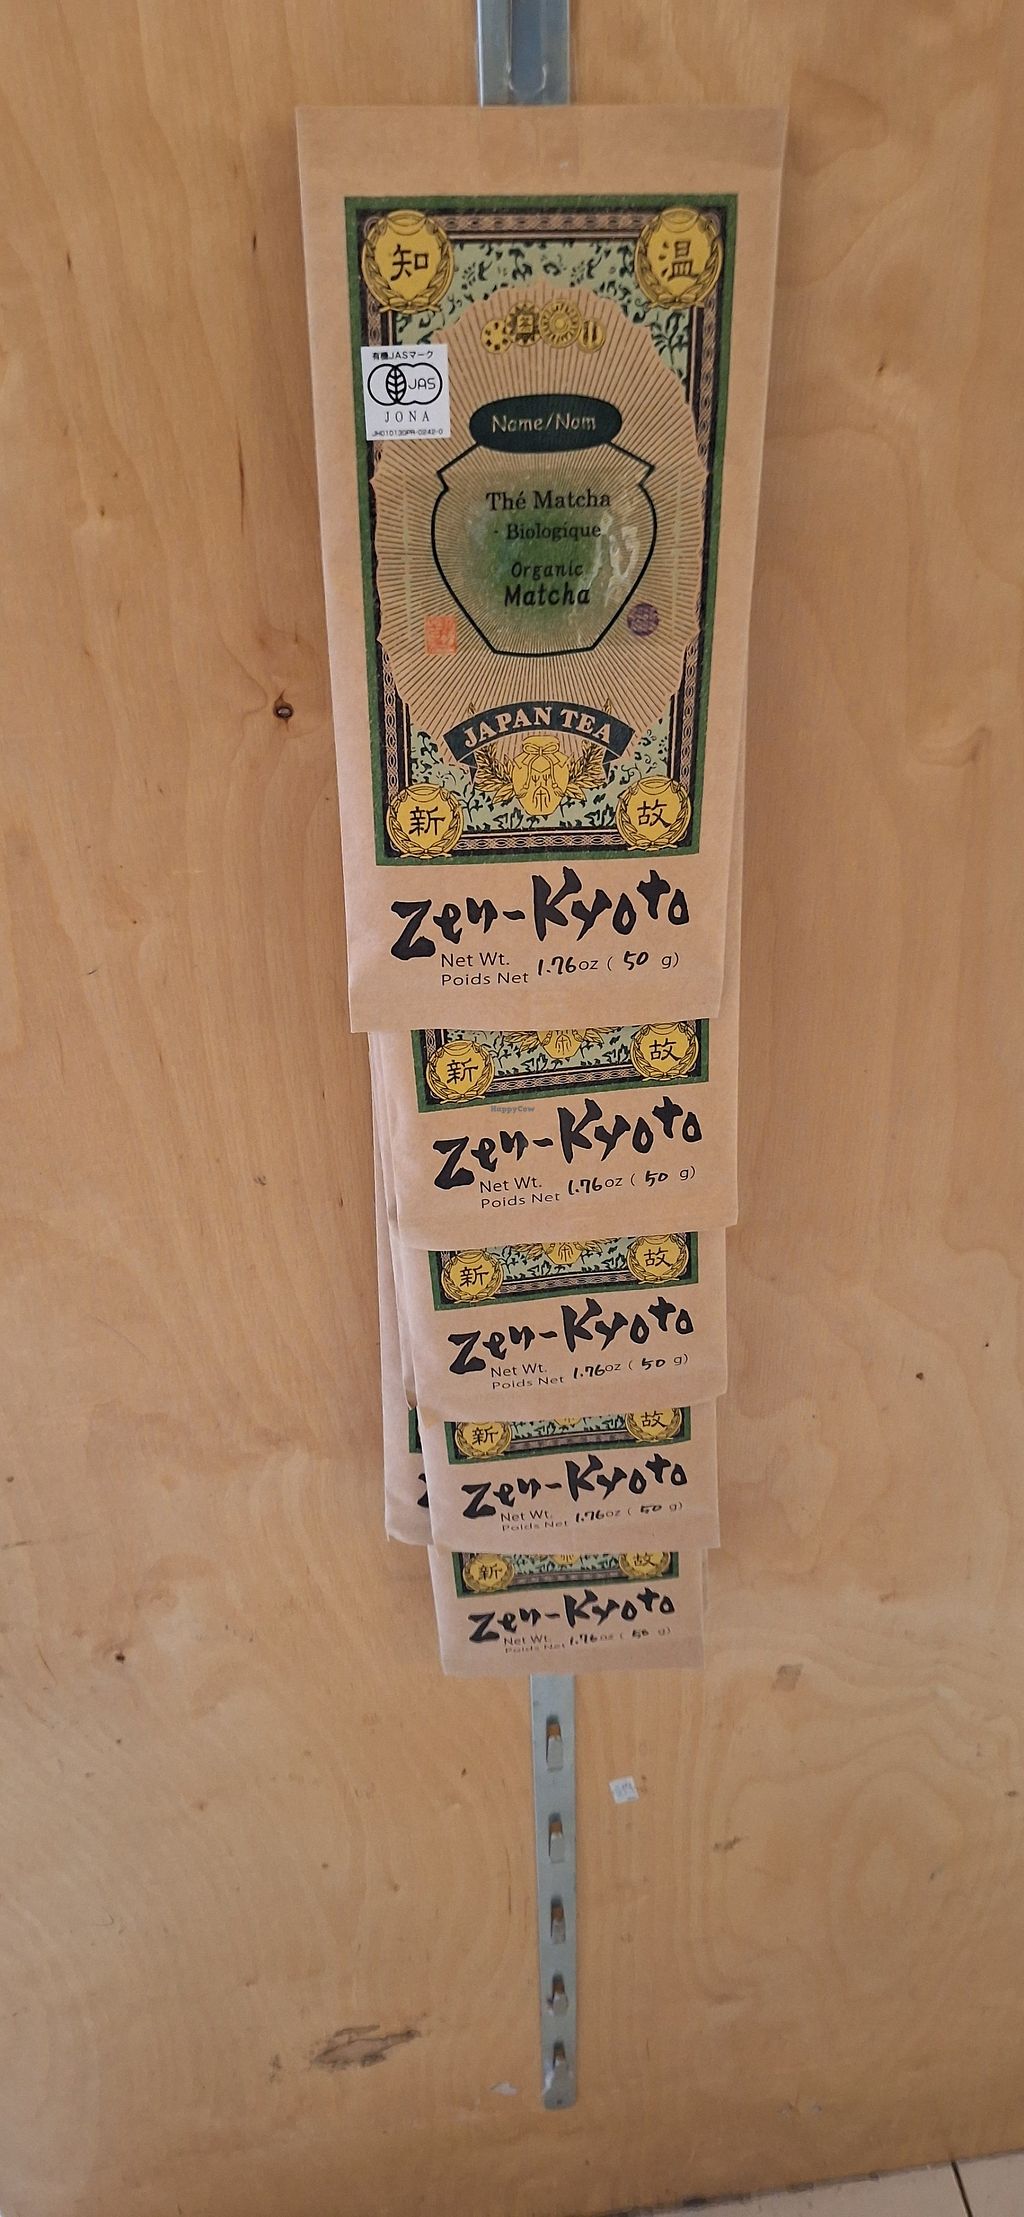 知 温
茶
有機JASマーク
JAS
JONA
Name/Nom
Thé Matcha
Biologique
Organic
Matcha
JAPAN TEA
茶
新 故
Zen-Kyoto
Net Wt.
Poids Net 1.76oz ( 50 g)
新 故
HappyCow
Zen-Kyoto
Net Wt.
Poids Net 1.76oz ( 50 g)
新 故
Zen-Kyoto
Net Wt.
Poids Net 1.76oz ( 50 g)
新 故
Zen-Kyoto
Net Wt.
Poids Net 1.76oz ( 50 g)
新 故
Zen-Kyoto
Net Wt.
Poids Net 1.76oz ( 50 g)